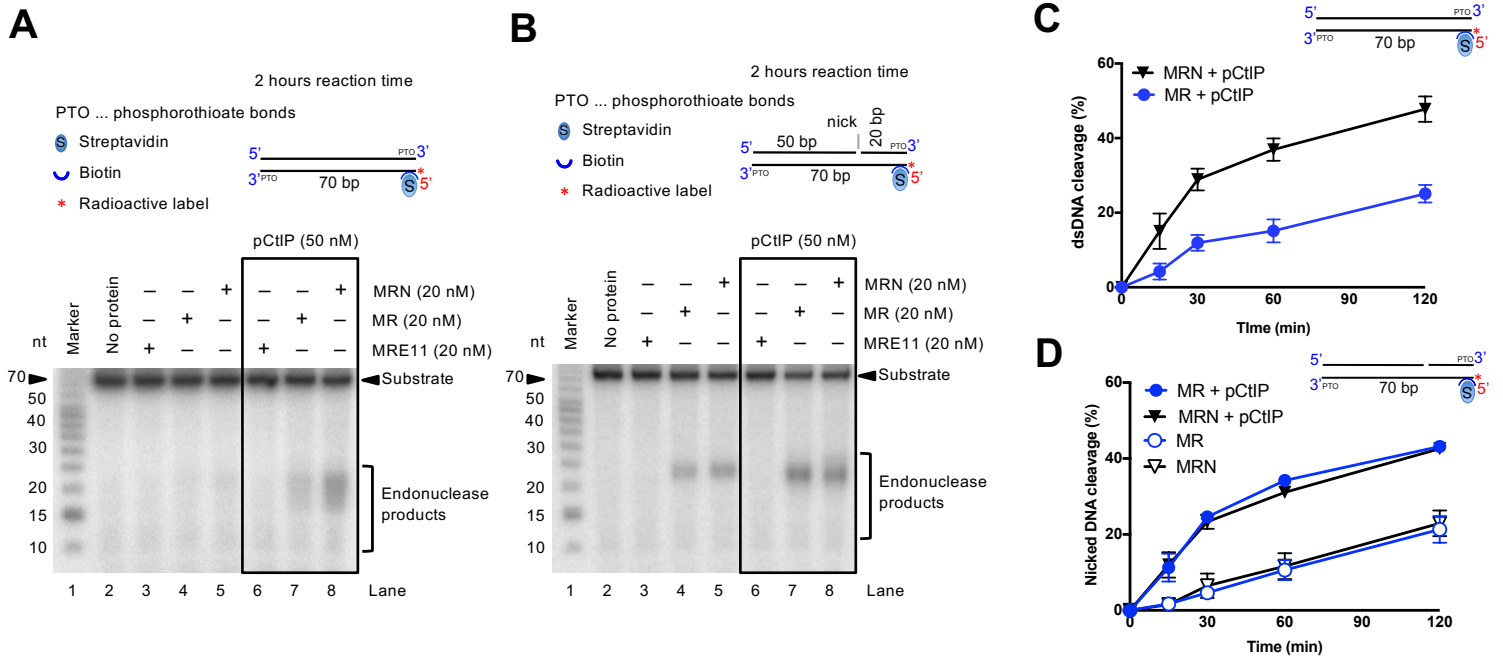 A
2 hours reaction time
PTO ... phosphorothioate bonds
S Streptavidin
Biotin
* Radioactive label
5' PTO 3'
3' PTO 70 bp S * 5'
pCtIP (50 nM)
Marker
No protein
– – – + – – + MRN (20 nM)
– + – – + – MR (20 nM)
+ – – + – – MRE11 (20 nM)
nt
70
50
40
30
20
15
10
Substrate
Endonuclease
products
1 2 3 4 5 6 7 8 Lane
B
2 hours reaction time
PTO ... phosphorothioate bonds
S Streptavidin
Biotin
* Radioactive label
nick
50 bp
20 bp
5' PTO 3'
3' PTO 70 bp S * 5'
pCtIP (50 nM)
Marker
No protein
– – + – – + MRN (20 nM)
– + – – + – MR (20 nM)
+ – – + – – MRE11 (20 nM)
nt
70
50
40
30
20
15
10
Substrate
Endonuclease
products
1 2 3 4 5 6 7 8 Lane
C
5' PTO 3'
3' PTO 70 bp S * 5'
MRN + pCtIP
MR + pCtIP
dsDNA cleavage (%)
60
40
20
0
0 30 60 90 120
TIme (min)
D
5' PTO 3'
3' PTO 70 bp S * 5'
MR + pCtIP
MRN + pCtIP
MR
MRN
Nicked DNA cleavage (%)
60
40
20
0
0 30 60 90 120
Time (min)